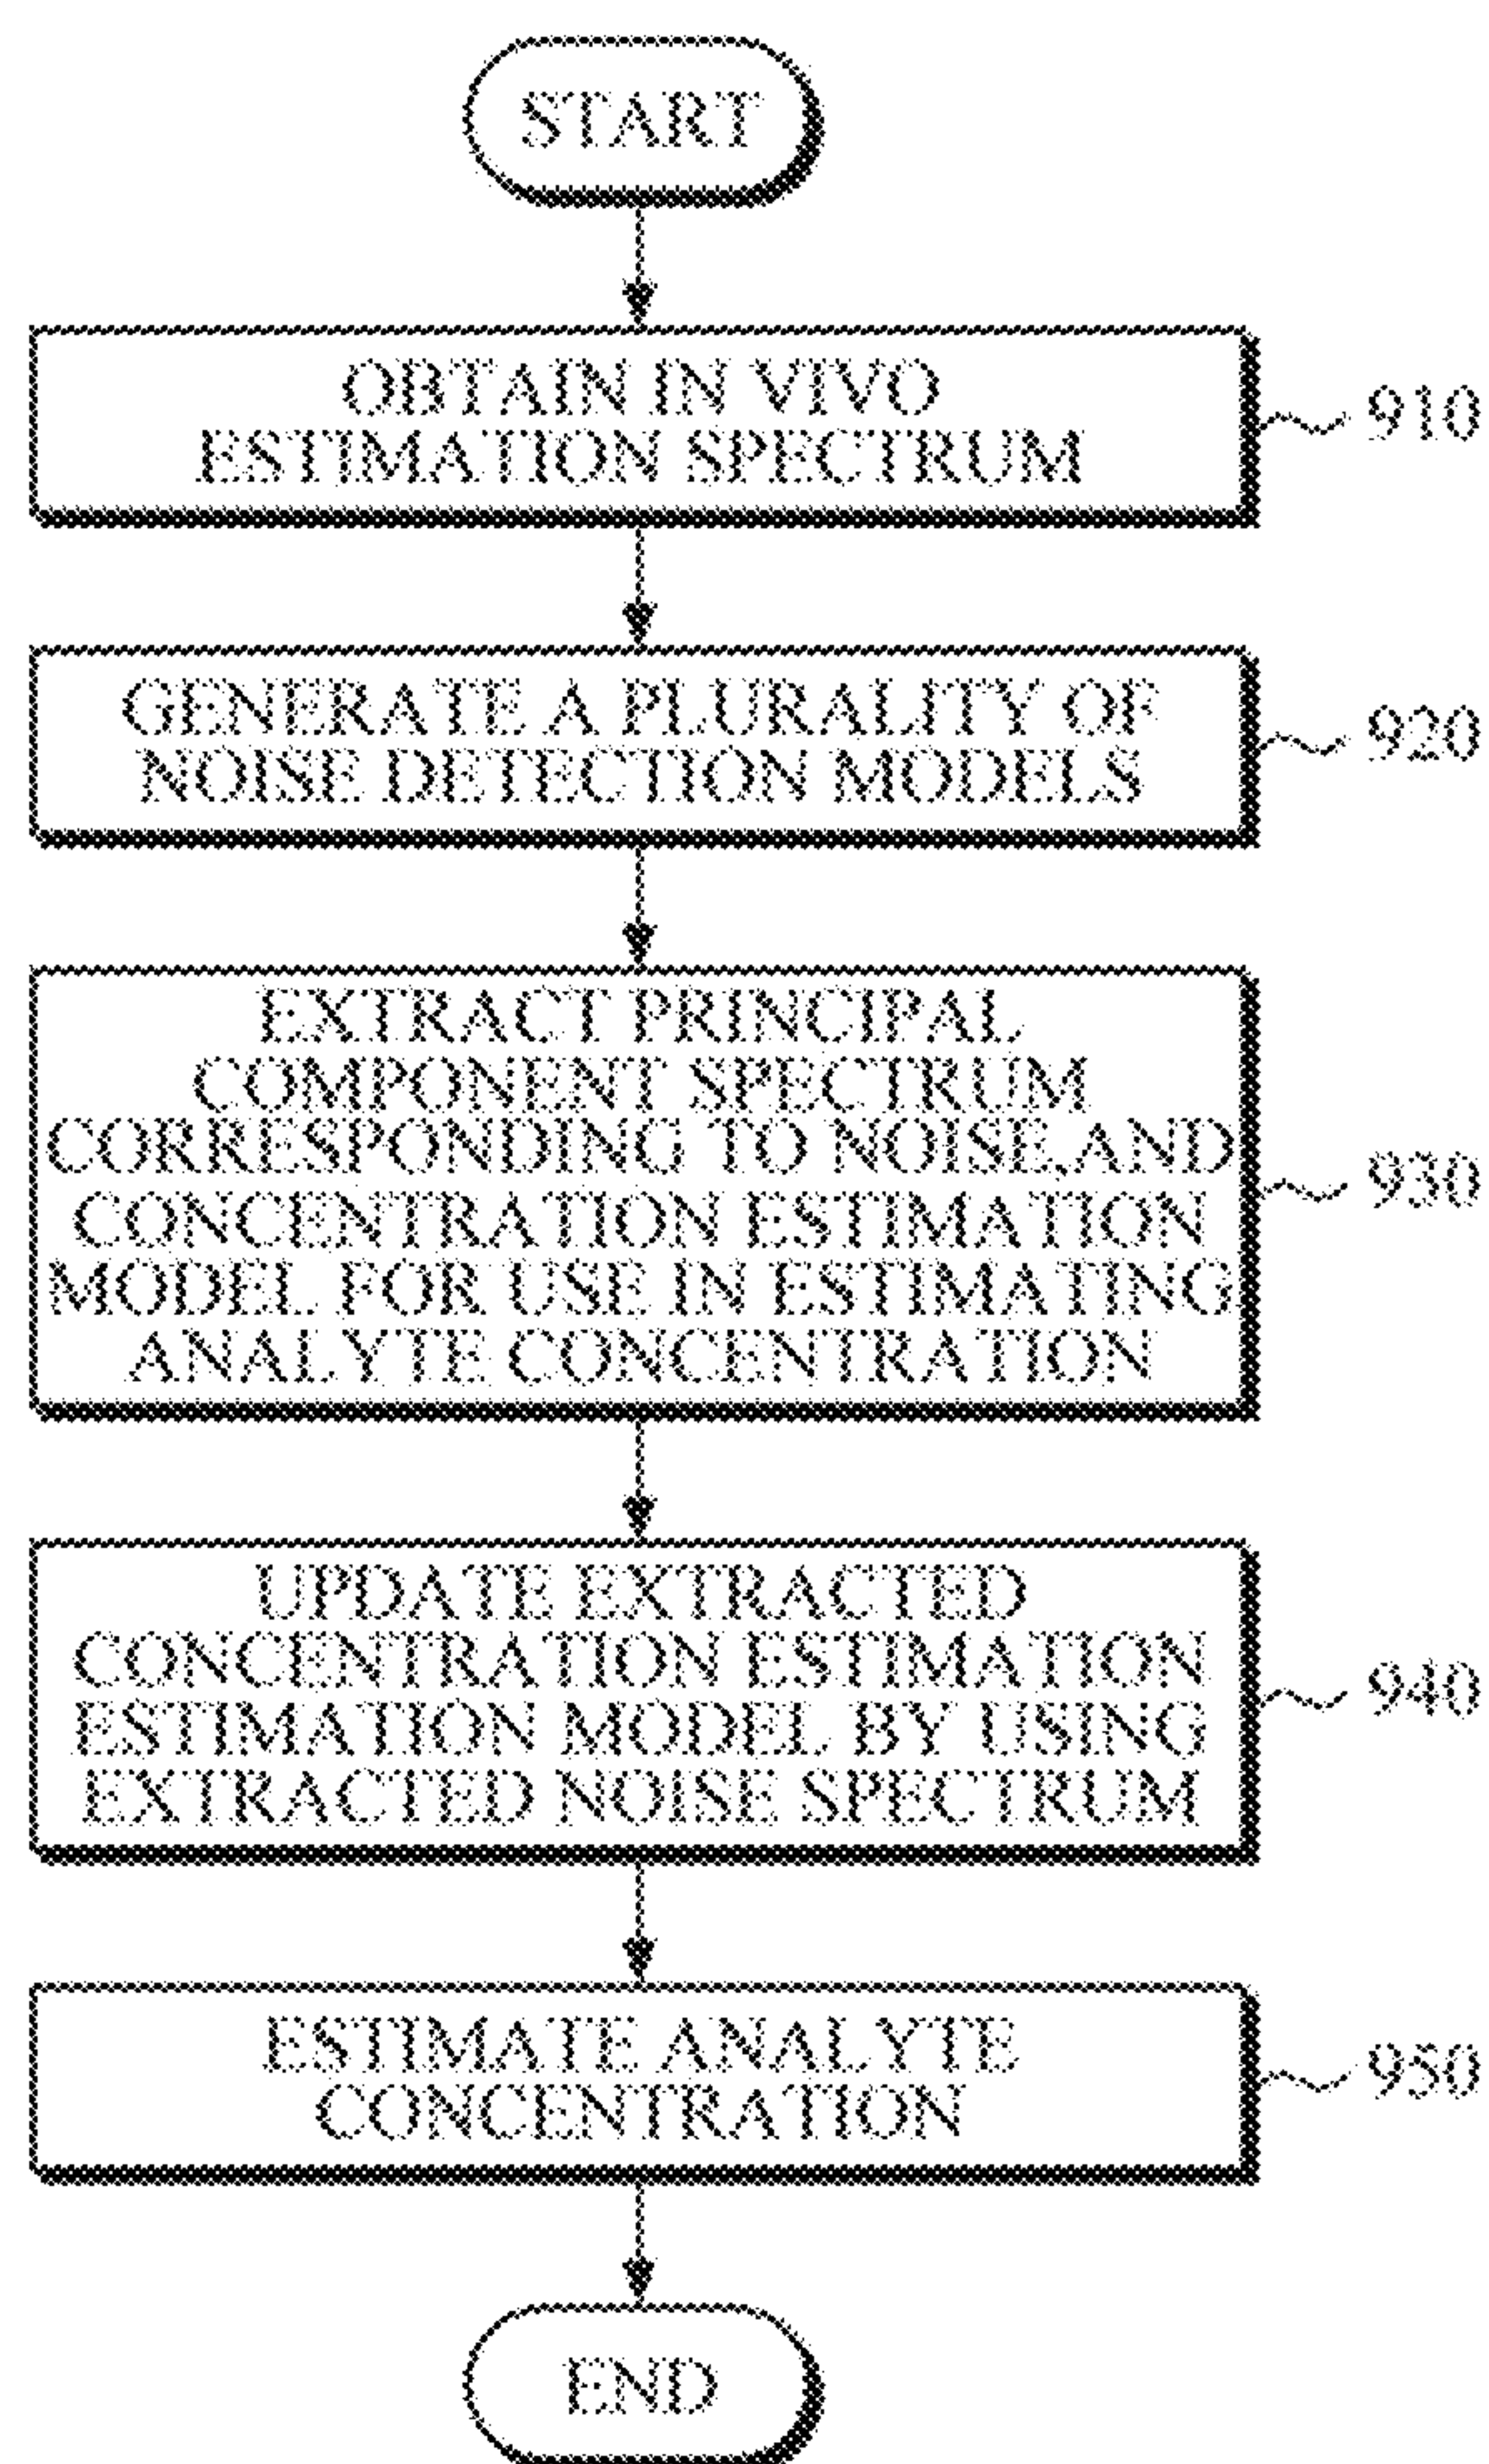 START
OBTAIN IN VIVO
ESTIMATION SPECTRUM
910
GENERATE A PLURALITY OF
NOISE DETECTION MODELS
920
EXTRACT PRINCIPAL
COMPONENT SPECTRUM
CORRESPONDING TO NOISE, AND
CONCENTRATION ESTIMATION
MODEL FOR USE IN ESTIMATING
ANALYTE CONCENTRATION
930
UPDATE EXTRACTED
CONCENTRATION ESTIMATION
ESTIMATION MODEL BY USING
EXTRACTED NOISE SPECTRUM
940
ESTIMATE ANALYTE
CONCENTRATION
950
END